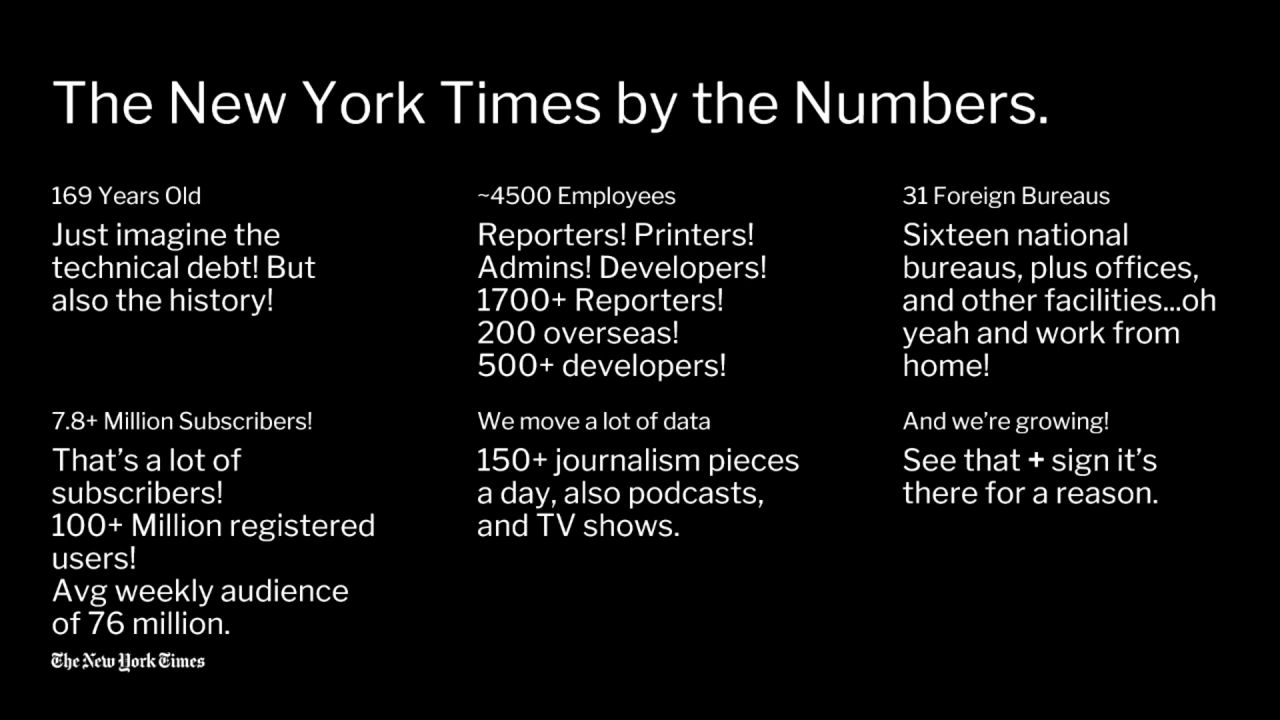 The New York Times by the Numbers.
169 Years Old
Just imagine the
technical debt! But
also the history!
~4500 Employees
Reporters! Printers!
Admins! Developers!
1700+ Reporters!
200 overseas!
500+ developers!
31 Foreign Bureaus
Sixteen national
bureaus, plus offices,
and other facilities...oh
yeah and work from
home!
7.8+ Million Subscribers!
That’s a lot of
subscribers!
100+ Million registered
users!
Avg weekly audience
of 76 million.
We move a lot of data
150+ journalism pieces
a day, also podcasts,
and TV shows.
And we’re growing!
See that + sign it’s
there for a reason.
The New York Times